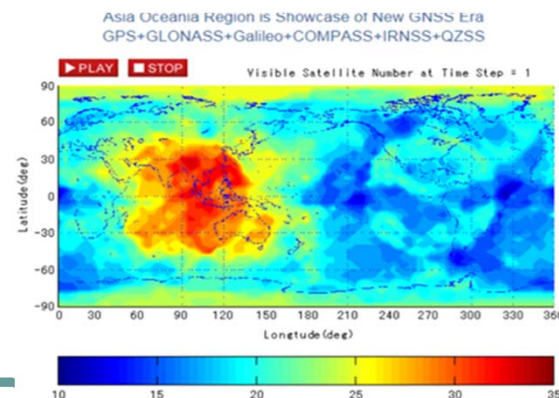 Asia Oceania Region is Showcase of New GNSS Era
GPS+GLONASS+Galileo+COMPASS+IRNSS+QZSS
PLAY STOP Visible Satellite Number at Time Step = 1
90
60
30
0
-30
-60
-90
Latitude(deg)
0 30 60 90 120 150 180 210 240 270 300 330 360
Longtude(deg)
10 15 20 25 30 35